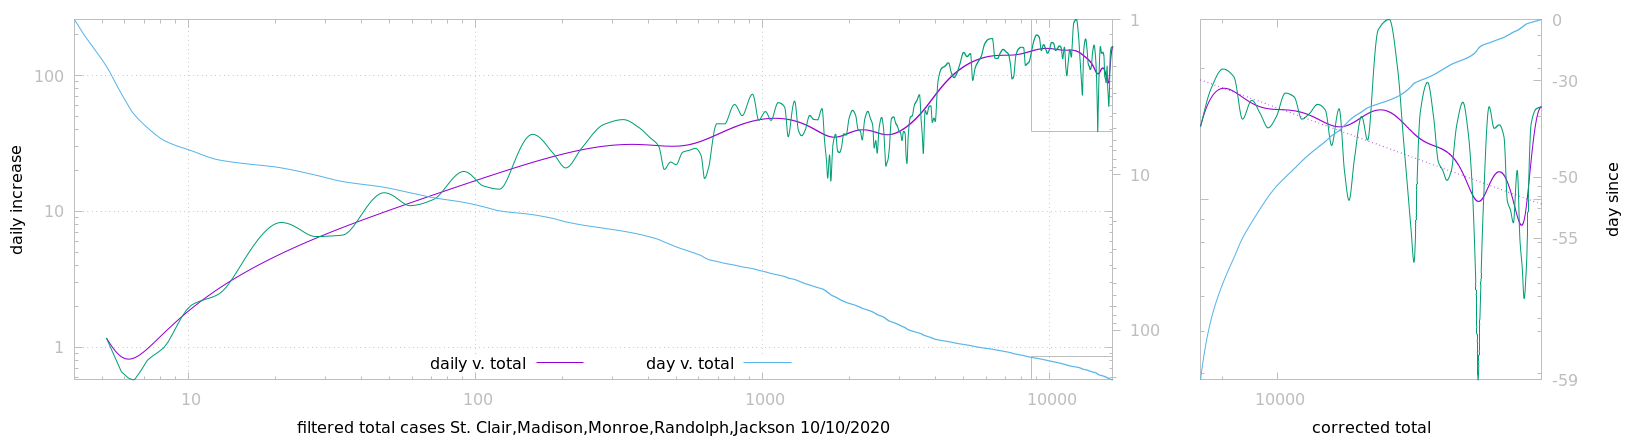 daily increase
100
10
1
daily v. total
day v. total
10
100
1000
10000
1
10
100
filtered total cases St. Clair,Madison,Monroe,Randolph,Jackson 10/10/2020
0
-30
-50
-55
-59
day since
10000
corrected total